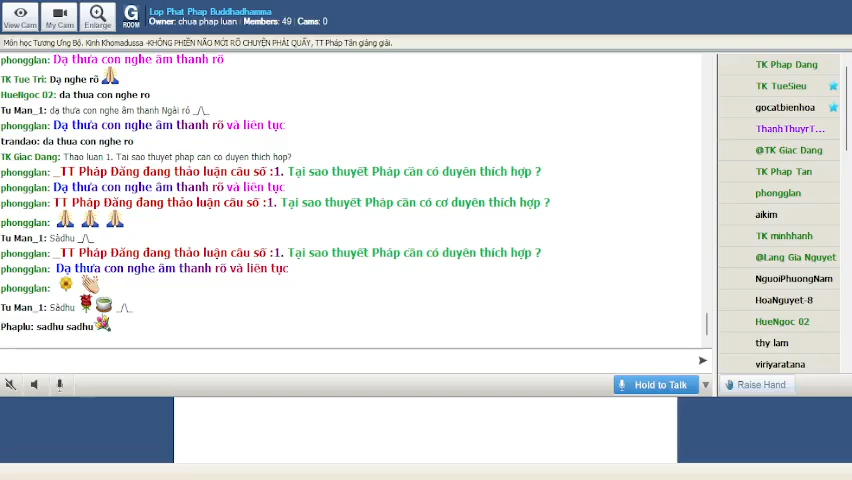 View Cam
My Cam
Enlarge
G
ROOM
Lop Phat Phap Buddhadhamma
Owner: chua phap luan Members: 49 Cams: 0
Môn học Tương Ưng Bộ. Kinh Khomadussa -KHÔNG PHIỀN NÃO MỚI RÕ CHUYỆN PHẢI QUẤY, TT Pháp Tân giảng giải.
phongglan: Dạ thưa con nghe âm thanh rõ
TK Tue Tri: Dạ nghe rõ
HueNgoc 02: da thua con nghe ro
Tu Man_1: dạ thưa con nghe âm thanh Ngài rỏ _/\_
phongglan: Dạ thưa con nghe âm thanh rõ và liên tục
trandao: da thua con nghe ro
TK Giac Dang: Thao luan 1. Tai sao thuyet phap can co duyen thich hop?
phongglan: _TT Pháp Đăng đang thảo luận câu số :1. Tại sao thuyết Pháp cần có duyên thích hợp ?
phongglan: Dạ thưa con nghe âm thanh rõ và liên tục
phongglan: TT Pháp Đăng đang thảo luận câu số :1. Tại sao thuyết Pháp cần có cơ duyên thích hợp ?
phongglan:
Tu Man_1: Sàdhu _/\_
phongglan: _TT Pháp Đăng đang thảo luận câu số :1. Tại sao thuyết Pháp cần có duyên thích hợp ?
phongglan: Dạ thưa con nghe âm thanh rõ và liên tục
phongglan:
Tu Man_1: Sàdhu _/\_
Phaplu: sadhu sadhu
Hold to Talk
TK Phap Dang
TK TueSieu
gocatbienhoa
ThanhThuyrT...
@TK Giac Dang
TK Phap Tan
phongglan
aikim
TK minhhanh
@Lang Gia Nguyet
NguoiPhuongNam
HoaNguyet-8
HueNgoc 02
thy lam
viriyaratana
Raise Hand